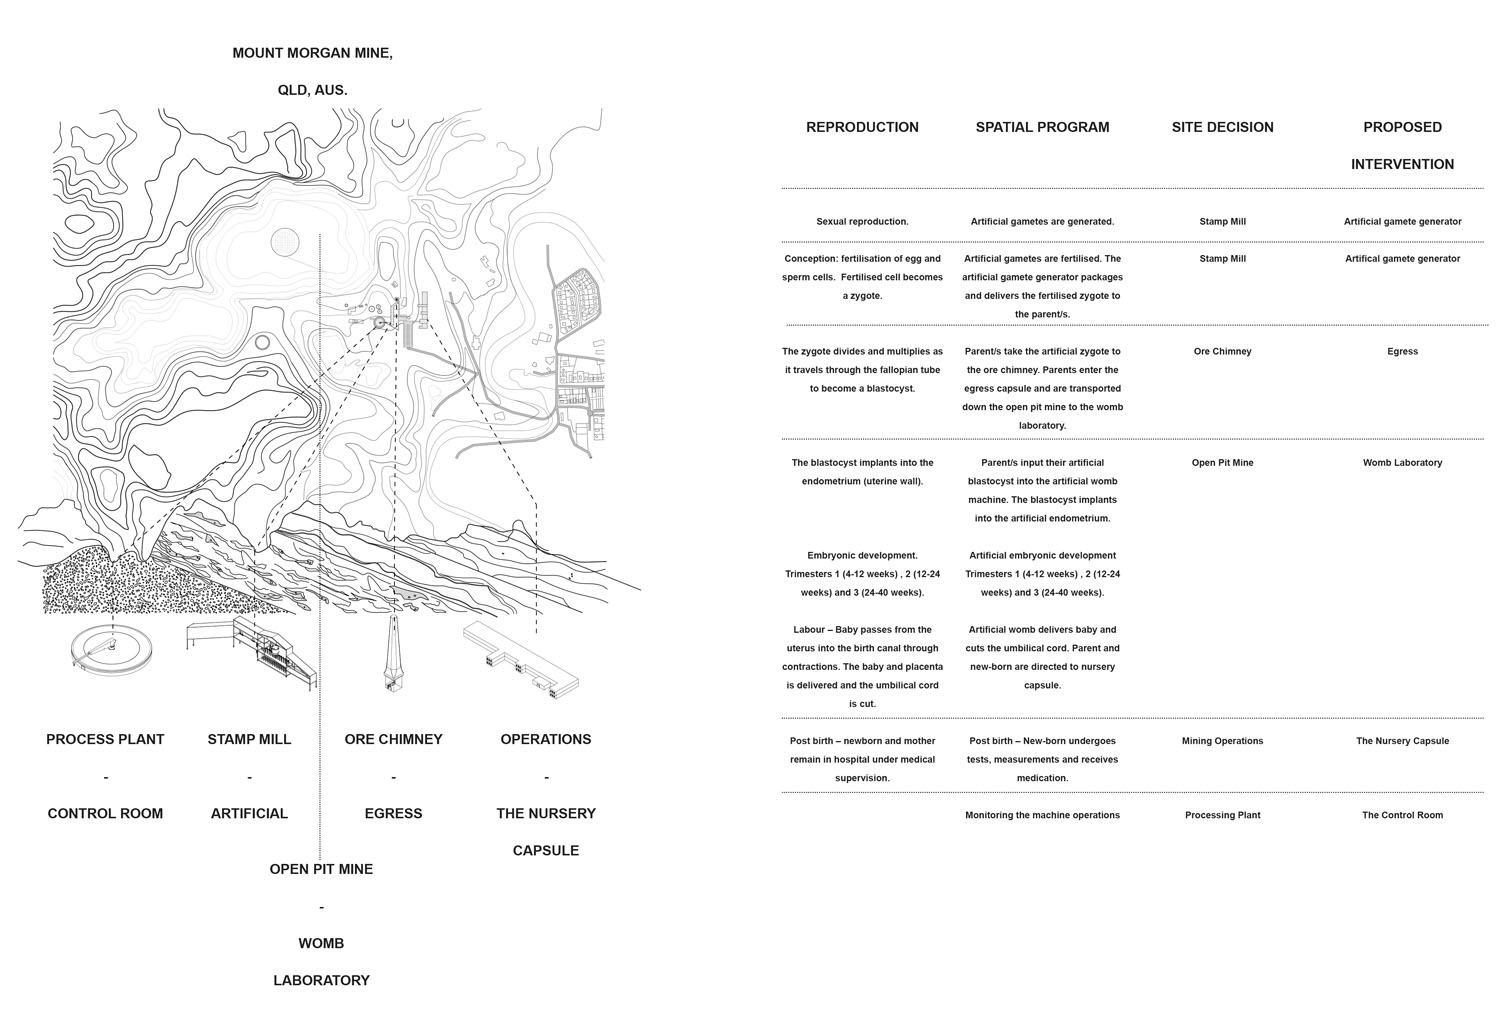 MOUNT MORGAN MINE,
QLD, AUS.
PROCESS PLANT
-
CONTROL ROOM
STAMP MILL
-
ARTIFICIAL
ORE CHIMNEY
-
EGRESS
OPERATIONS
-
THE NURSERY
CAPSULE
OPEN PIT MINE
-
WOMB
LABORATORY
REPRODUCTION
SPATIAL PROGRAM
SITE DECISION
PROPOSED
INTERVENTION
Sexual reproduction.
Artificial gametes are generated.
Stamp Mill
Artificial gamete generator
Conception: fertilisation of egg and
sperm cells.  Fertilised cell becomes
a zygote.
Artificial gametes are fertilised. The
artificial gamete generator packages
and delivers the fertilised zygote to
the parent/s.
Stamp Mill
Artifical gamete generator
The zygote divides and multiplies as
it travels through the fallopian tube
to become a blastocyst.
Parent/s take the artificial zygote to
the ore chimney. Parents enter the
egress capsule and are transported
down the open pit mine to the womb
laboratory.
Ore Chimney
Egress
The blastocyst implants into the
endometrium (uterine wall).
Parent/s input their artificial
blastocyst into the artificial womb
machine. The blastocyst implants
into the artificial endometrium.
Open Pit Mine
Womb Laboratory
Embryonic development.
Trimesters 1 (4-12 weeks) , 2 (12-24
weeks) and 3 (24-40 weeks).
Artificial embryonic development
Trimesters 1 (4-12 weeks) , 2 (12-24
weeks) and 3 (24-40 weeks).
Labour – Baby passes from the
uterus into the birth canal through
contractions. The baby and placenta
is delivered and the umbilical cord
is cut.
Artificial womb delivers baby and
cuts the umbilical cord. Parent and
new-born are directed to nursery
capsule.
Post birth – newborn and mother
remain in hospital under medical
supervision.
Post birth – New-born undergoes
tests, measurements and receives
medication.
Mining Operations
The Nursery Capsule
Monitoring the machine operations
Processing Plant
The Control Room